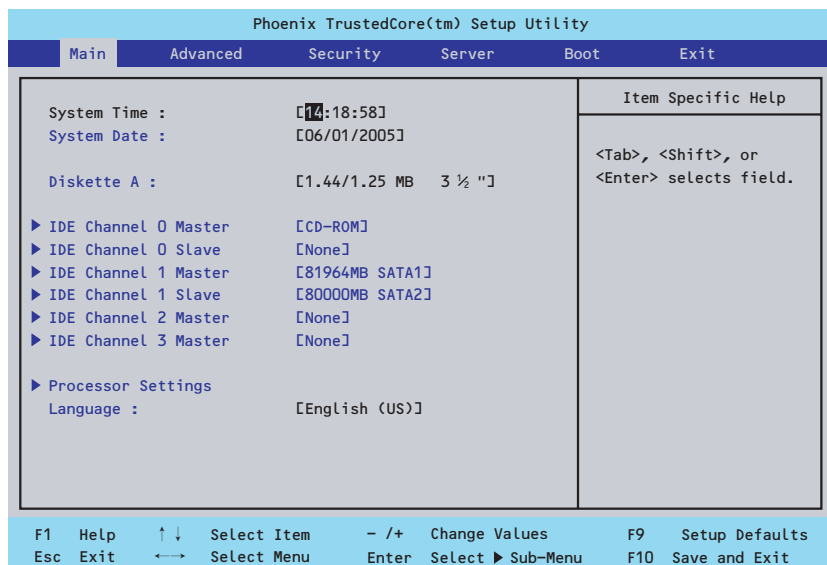 Phoenix TrustedCore(tm) Setup Utility
Main Advanced Security Server Boot Exit
System Time : [14:18:58]
System Date : [06/01/2005]
Diskette A : [1.44/1.25 MB 3 ½ "]
▶ IDE Channel 0 Master [CD-ROM]
▶ IDE Channel 0 Slave [None]
▶ IDE Channel 1 Master [81964MB SATA1]
▶ IDE Channel 1 Slave [80000MB SATA2]
▶ IDE Channel 2 Master [None]
▶ IDE Channel 3 Master [None]
▶ Processor Settings
Language : [English (US)]
Item Specific Help
<Tab>, <Shift>, or
<Enter> selects field.
F1 Help ↑↓ Select Item - /+ Change Values F9 Setup Defaults
Esc Exit ←→ Select Menu Enter Select ▶ Sub-Menu F10 Save and Exit